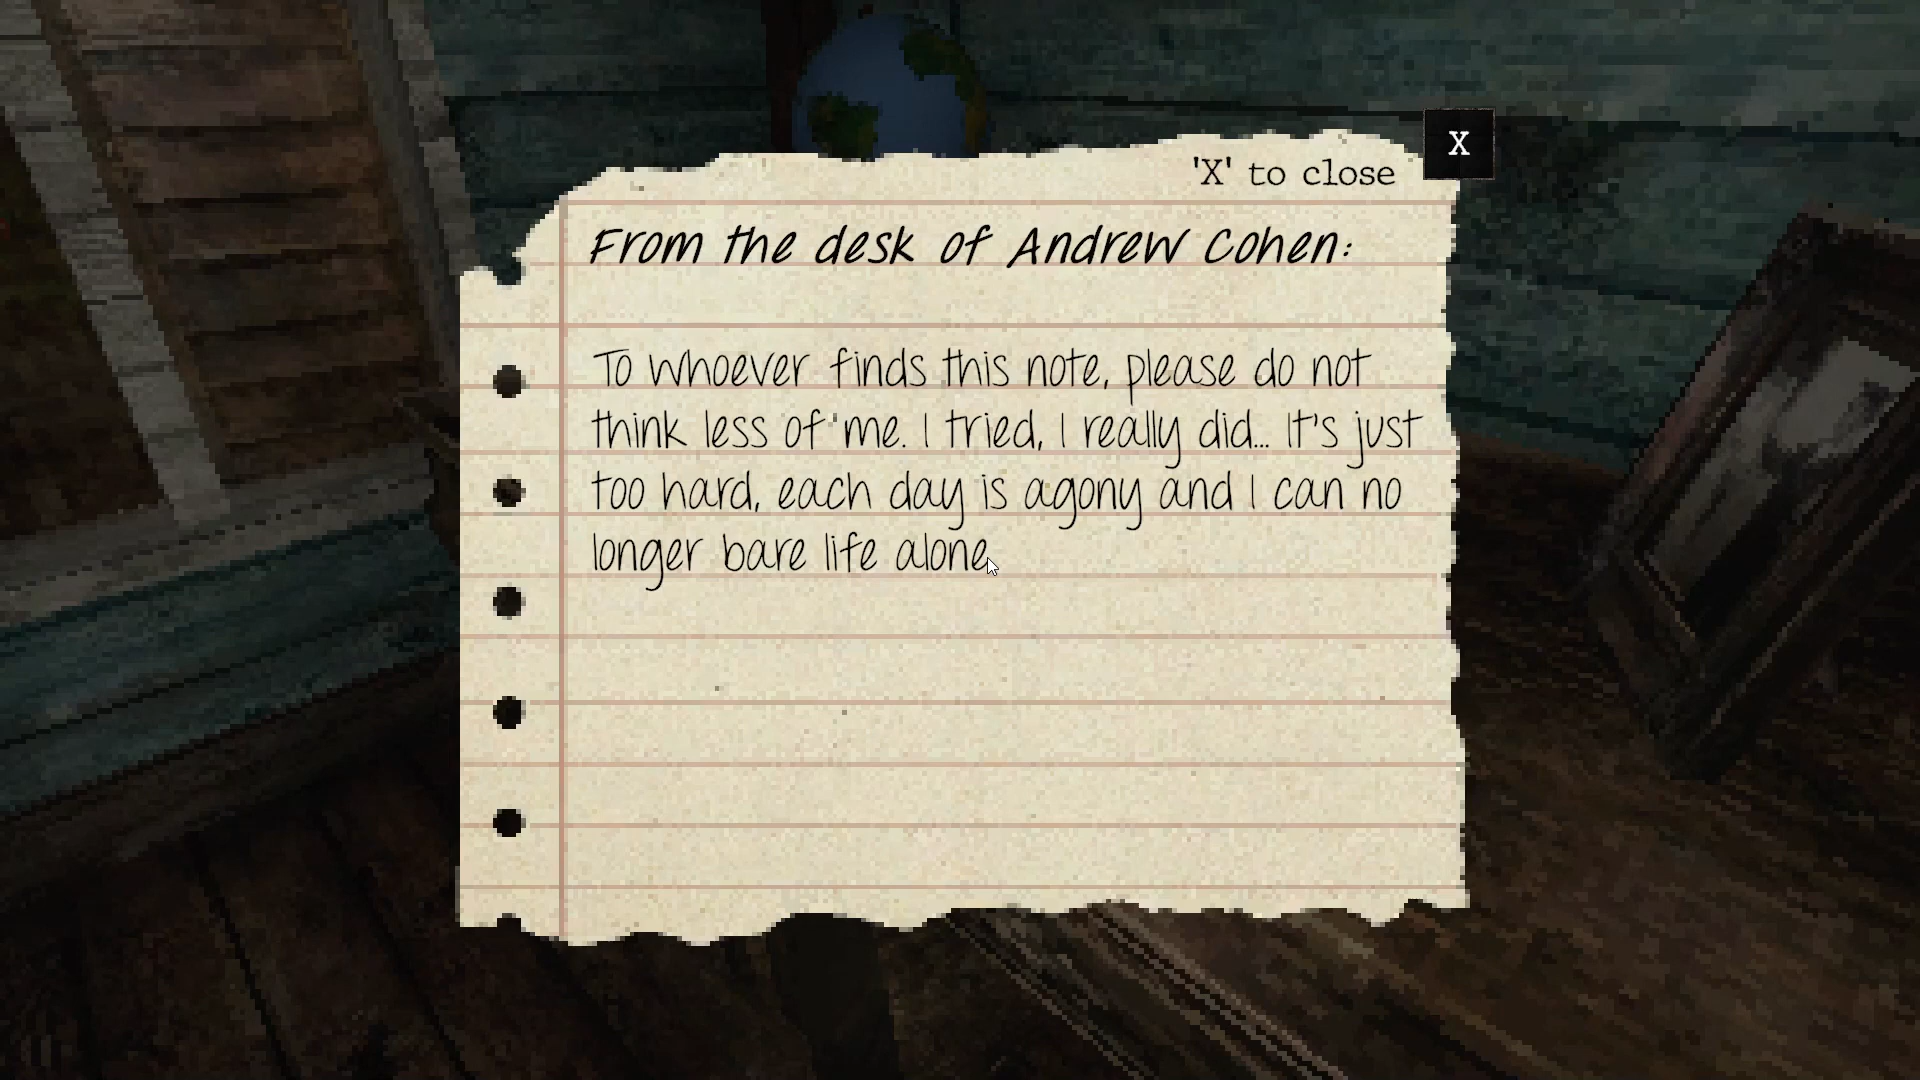 X
'X' to close
From the desk of Andrew Cohen:
To whoever finds this note, please do not
think less of me. I tried, I really did... It's just
too hard, each day is agony and I can no
longer bare life alone.